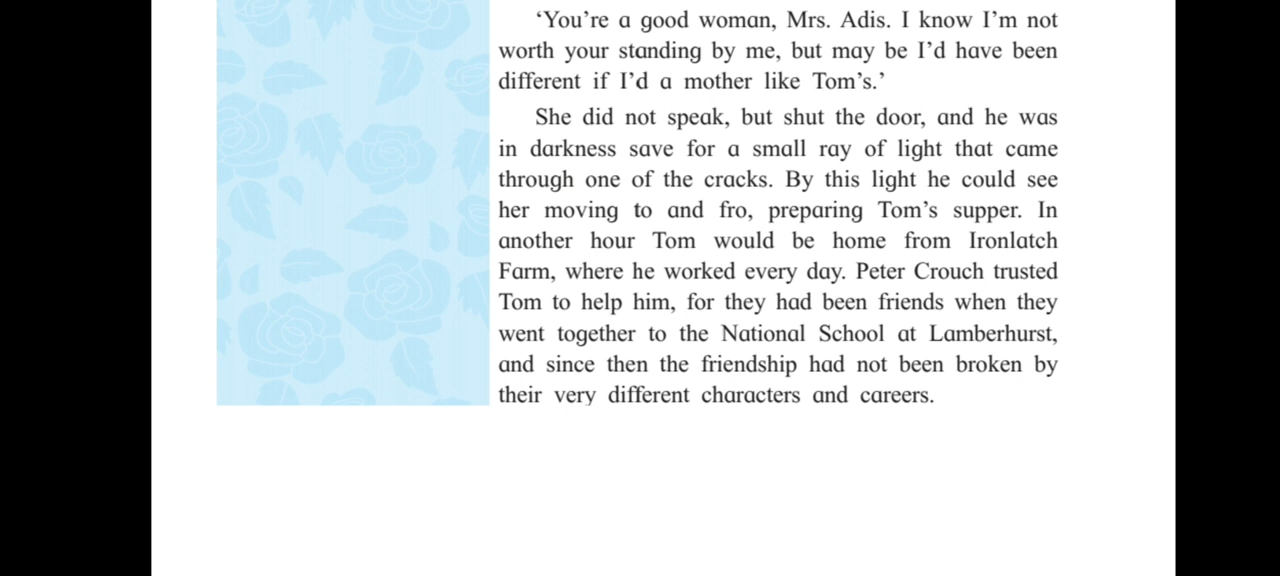 ‘You’re a good woman, Mrs. Adis. I know I’m not
worth your standing by me, but may be I’d have been
different if I’d a mother like Tom’s.’
She did not speak, but shut the door, and he was
in darkness save for a small ray of light that came
through one of the cracks. By this light he could see
her moving to and fro, preparing Tom’s supper. In
another hour Tom would be home from Ironlatch
Farm, where he worked every day. Peter Crouch trusted
Tom to help him, for they had been friends when they
went together to the National School at Lamberhurst,
and since then the friendship had not been broken by
their very different characters and careers.